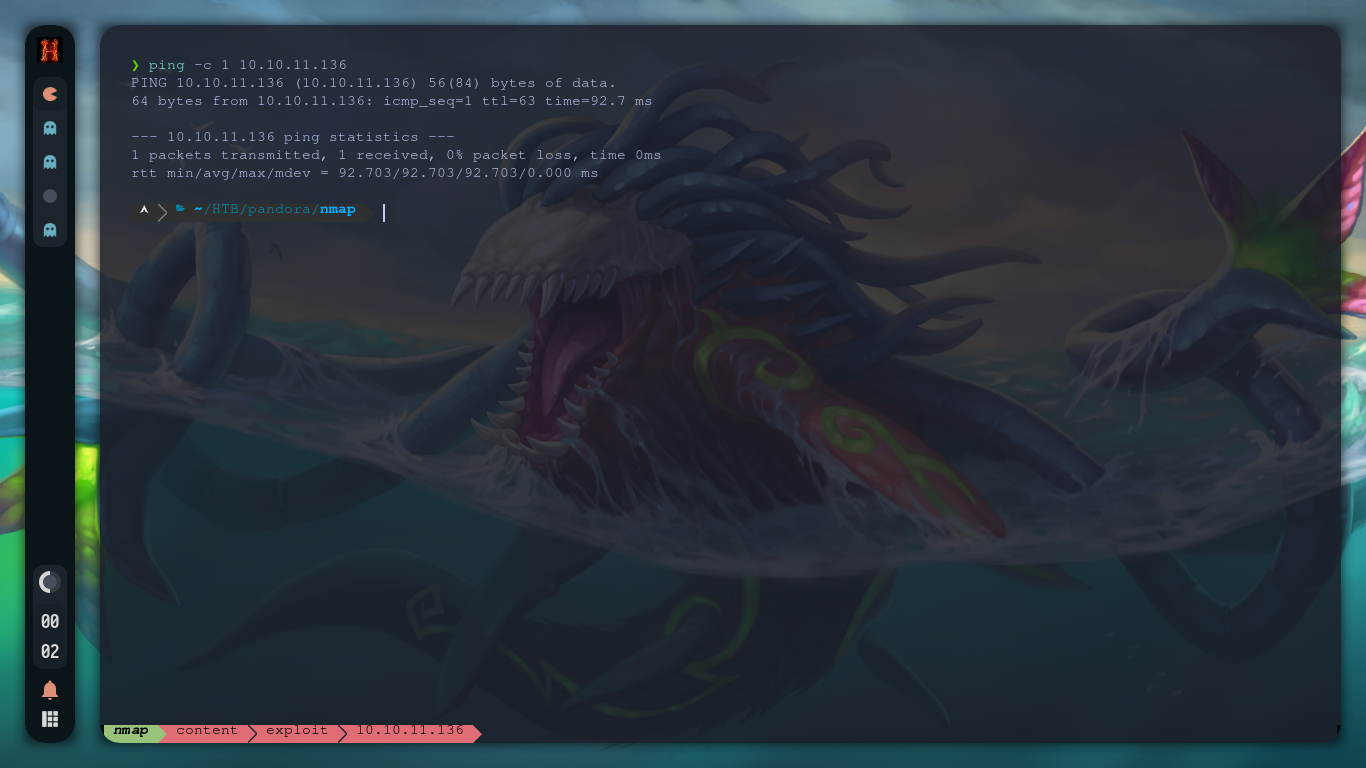 ❯ ping -c 1 10.10.11.136
PING 10.10.11.136 (10.10.11.136) 56(84) bytes of data.
64 bytes from 10.10.11.136: icmp_seq=1 ttl=63 time=92.7 ms
--- 10.10.11.136 ping statistics ---
1 packets transmitted, 1 received, 0% packet loss, time 0ms
rtt min/avg/max/mdev = 92.703/92.703/92.703/0.000 ms
~/HTB/pandora/nmap
00
02
nmap content exploit 10.10.11.136